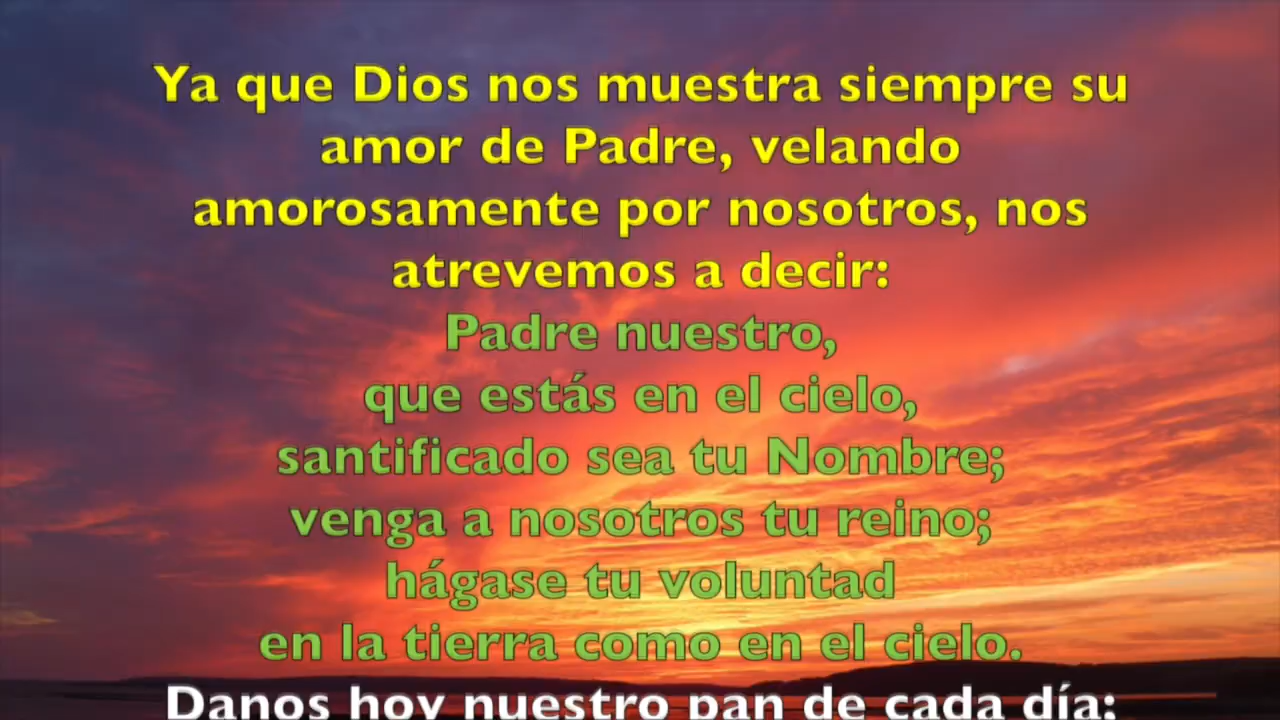 Ya que Dios nos muestra siempre su
amor de Padre, velando
amorosamente por nosotros, nos
atrevemos a decir:
Padre nuestro,
que estás en el cielo,
santificado sea tu Nombre;
venga a nosotros tu reino;
hágase tu voluntad
en la tierra como en el cielo.
Danos hoy nuestro pan de cada día;